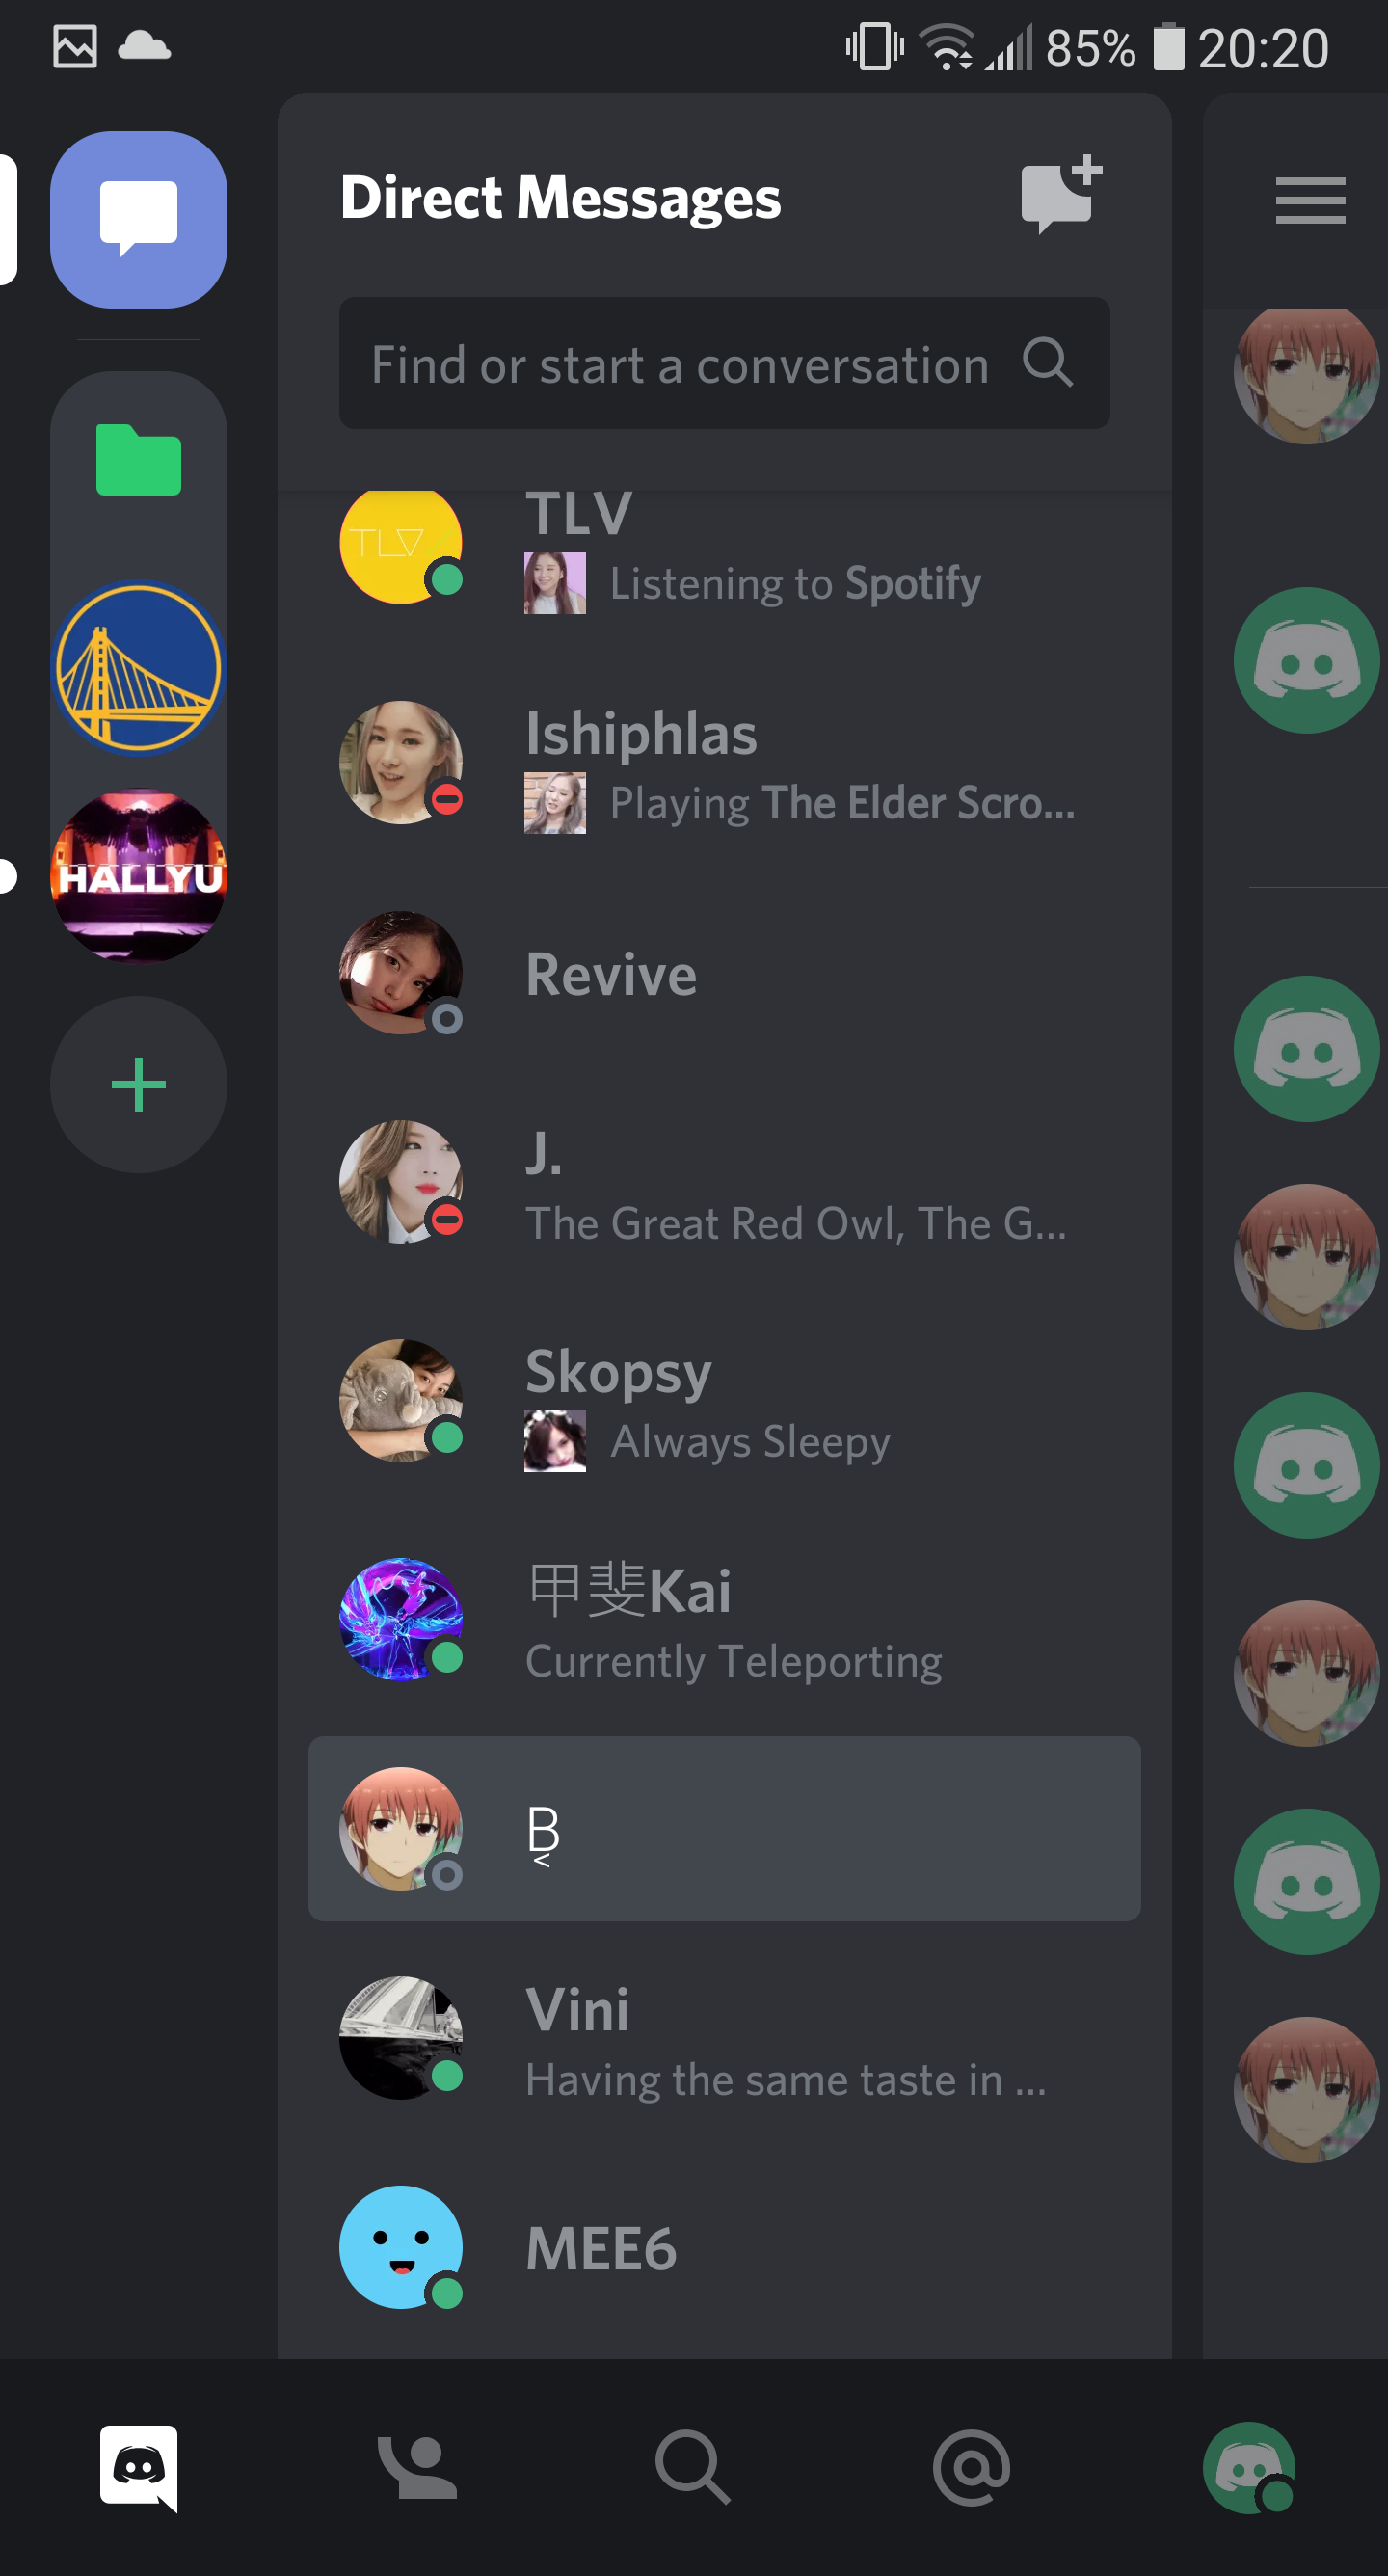 85% 20:20
Direct Messages
Find or start a conversation
TLV
TLV
Listening to Spotify
Ishiphlas
Playing The Elder Scro...
HALLYU
Revive
J.
The Great Red Owl, The G...
Skopsy
Always Sleepy
甲斐Kai
Currently Teleporting
B͔
Vini
Having the same taste in ...
MEE6